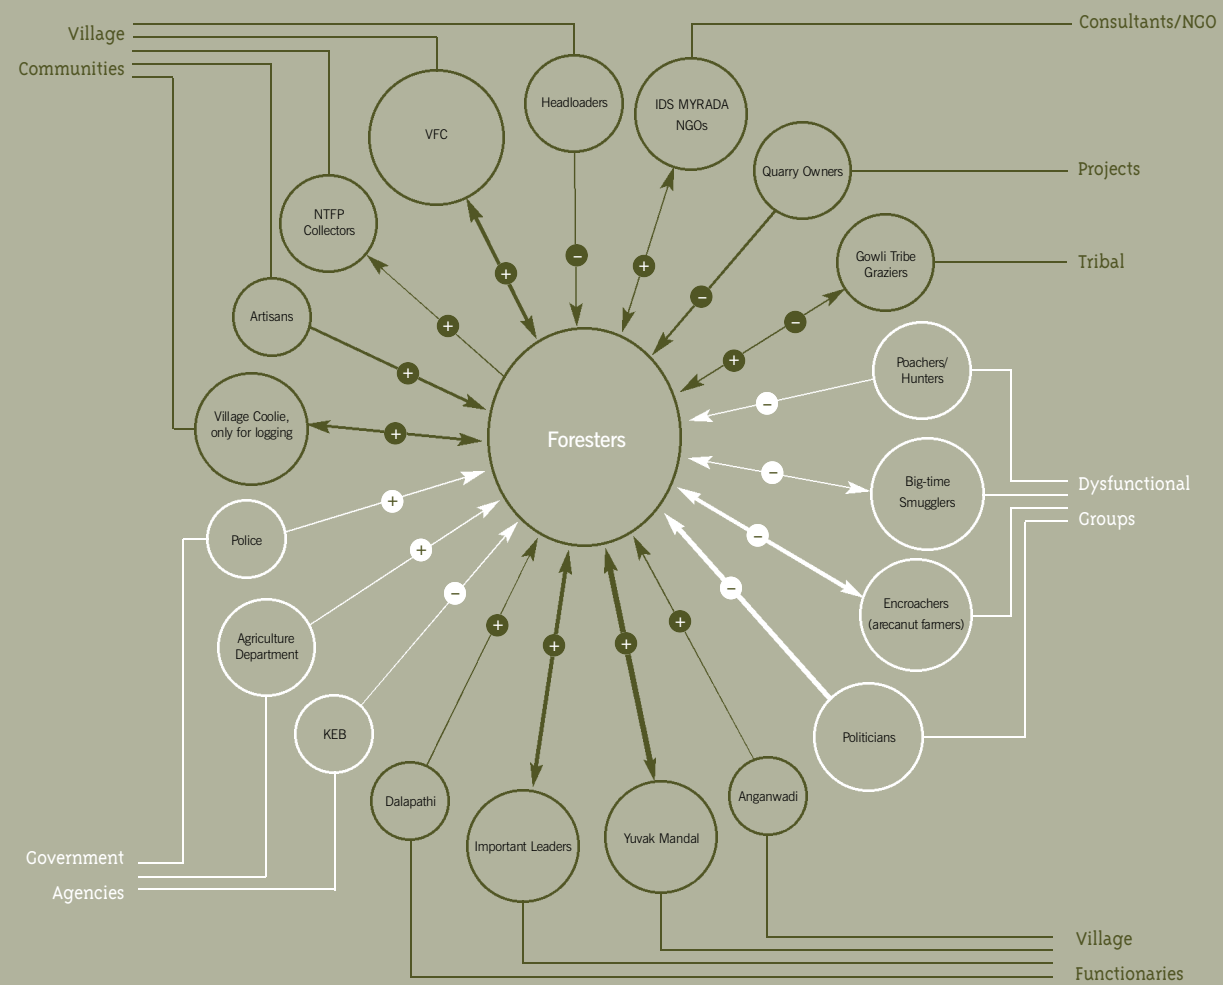 Village
Communities
Consultants/NGO
Headloaders
IDS MYRADA
NGOs
VFC
Quarry Owners
Projects
NTFP
Collectors
Gowli Tribe
Graziers
Tribal
Artisans
Poachers/
Hunters
Village Coolie,
only for logging
Foresters
Big-time
Smugglers
Dysfunctional
Groups
Police
Encroachers
(arecanut farmers)
Agriculture
Department
KEB
Politicians
Dalapathi
Important Leaders
Yuvak Mandal
Anganwadi
Government
Agencies
Village
Functionaries
+
−
+
−
+
+
−
+
+
−
+
−
+
−
+
−
−
+
+
+
+